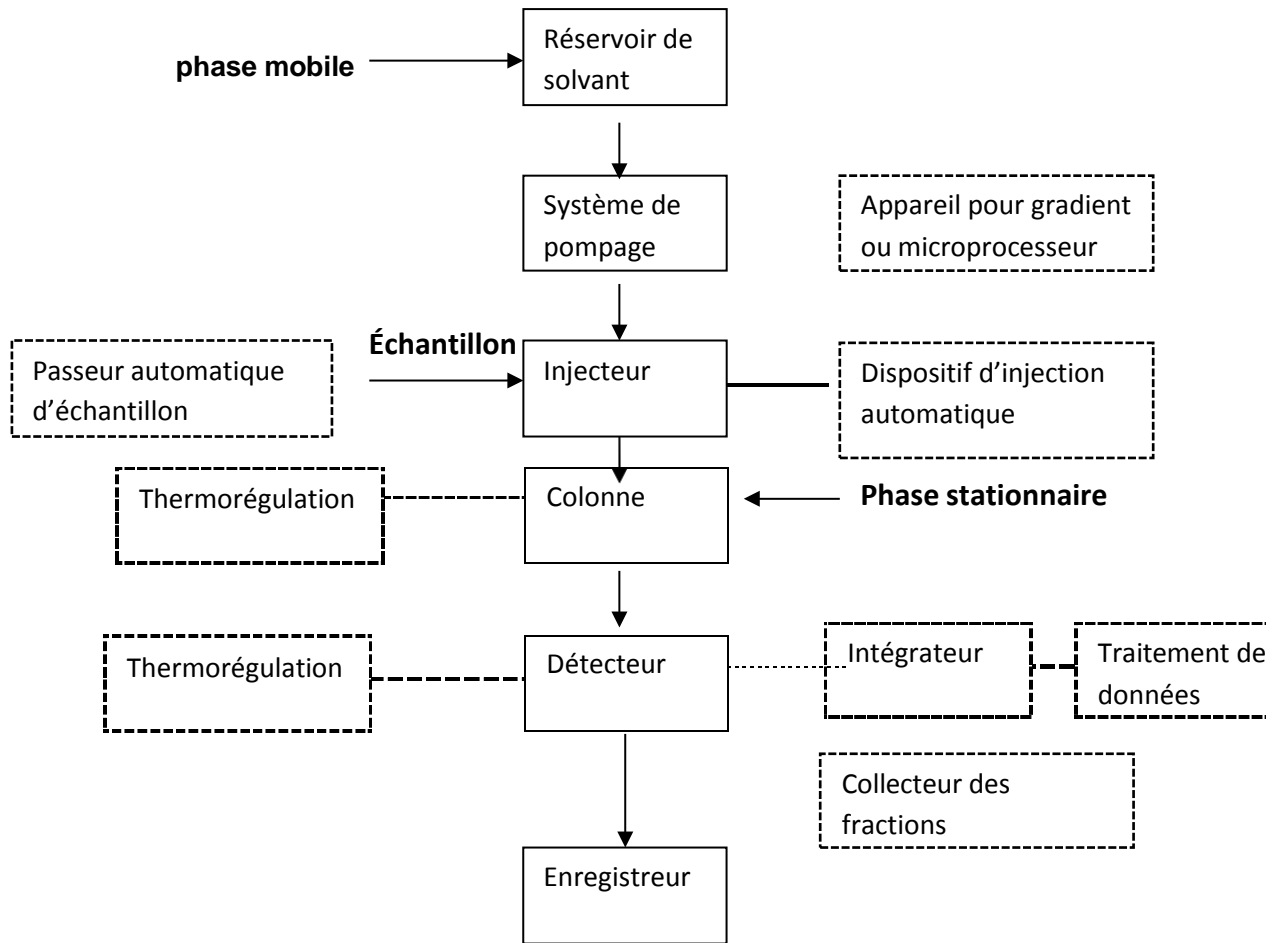 Réservoir de
solvant
phase mobile
Système de
pompage
Appareil pour gradient
ou microprocesseur
Échantillon
Passeur automatique
d’échantillon
Injecteur
Dispositif d’injection
automatique
Thermorégulation
Colonne
Phase stationnaire
Thermorégulation
Détecteur
Intégrateur
Traitement de
données
Collecteur des
fractions
Enregistreur